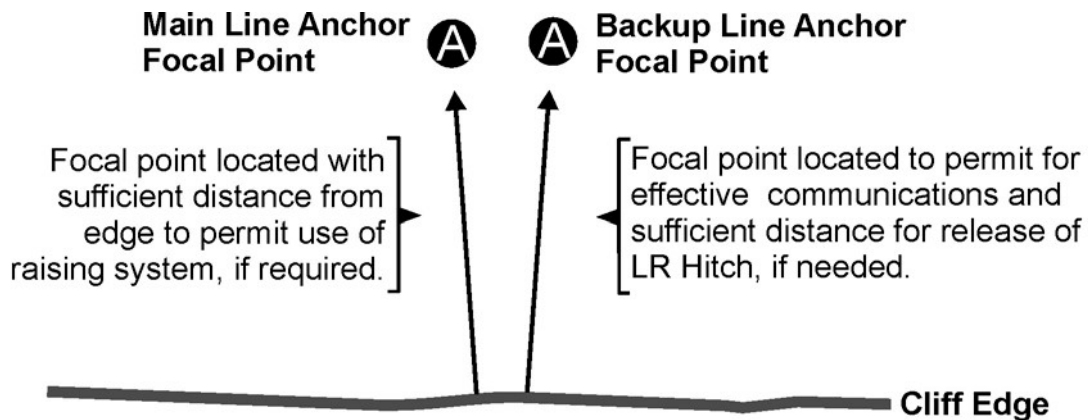 Main Line Anchor
Focal Point
A
A
Backup Line Anchor
Focal Point
Focal point located with
sufficient distance from
edge to permit use of
raising system, if required.
Focal point located to permit for
effective communications and
sufficient distance for release of
LR Hitch, if needed.
Cliff Edge